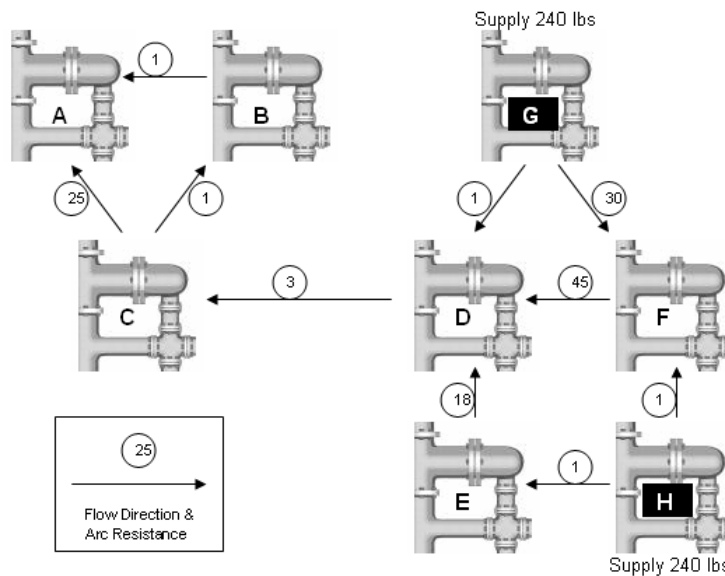 Supply 240 lbs
A
1
B
G
25
1
1
30
C
3
D
45
F
18
1
25
Flow Direction &
Arc Resistance
E
1
H
Supply 240 lbs